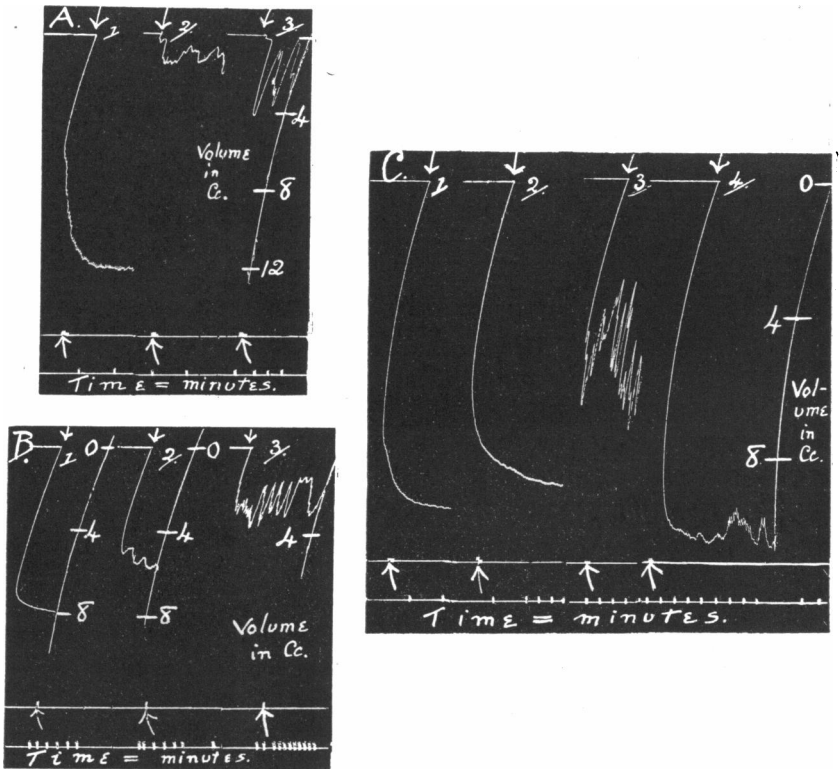 A.
1 2 3
4
Volume
in
Cc.
8
12
Time = minutes.
B.
1 0 2 0 3
4 4 4
8 8
Volume
in Cc.
Time = minutes.
C.
1 2 3 4 0
4
Vol-
ume
in
Cc.
8
Time = minutes.